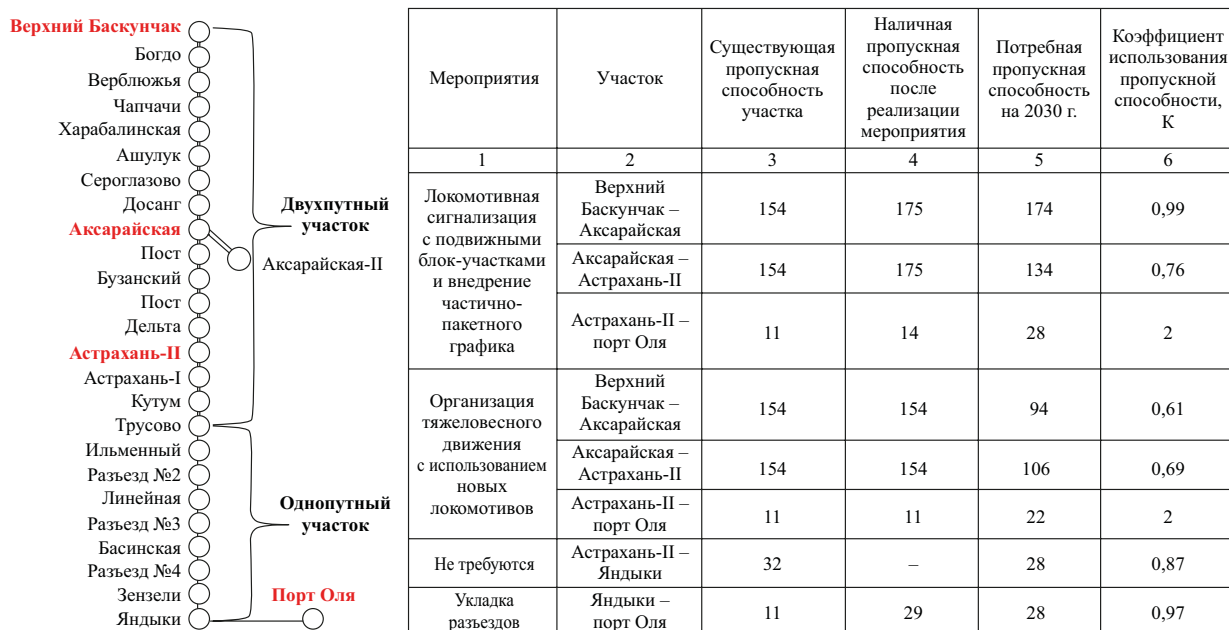 Верхний Баскунчак
Богдо
Верблюжья
Чапчачи
Харабалинская
Ашулук
Сероглазово
Досанг
Аксарайская
Пост
Бузанский
Пост
Дельта
Астрахань-II
Астрахань-I
Кутум
Трусово
Ильменный
Разъезд №2
Линейная
Разъезд №3
Басинская
Разъезд №4
Зензели
Яндыки
Двухпутный
участок
Аксарайская-II
Однопутный
участок
Порт Оля
Мероприятия
Участок
Существующая
пропускная
способность
участка
Наличная
пропускная
способность
после
реализации
мероприятия
Потребная
пропускная
способность
на 2030 г.
Коэффициент
использования
пропускной
способности,
К
1 2 3 4 5 6
Локомотивная
сигнализация
с подвижными
блок-участками
и внедрение
частично-
пакетного
графика
Верхний
Баскунчак –
Аксарайская
154 175 174 0,99
Аксарайская –
Астрахань-II
154 175 134 0,76
Астрахань-II –
порт Оля
11 14 28 2
Организация
тяжеловесного
движения
с использованием
новых
локомотивов
Верхний
Баскунчак –
Аксарайская
154 154 94 0,61
Аксарайская –
Астрахань-II
154 154 106 0,69
Астрахань-II –
порт Оля
11 11 22 2
Не требуются
Астрахань-II –
Яндыки
32 – 28 0,87
Укладка
разъездов
Яндыки –
порт Оля
11 29 28 0,97